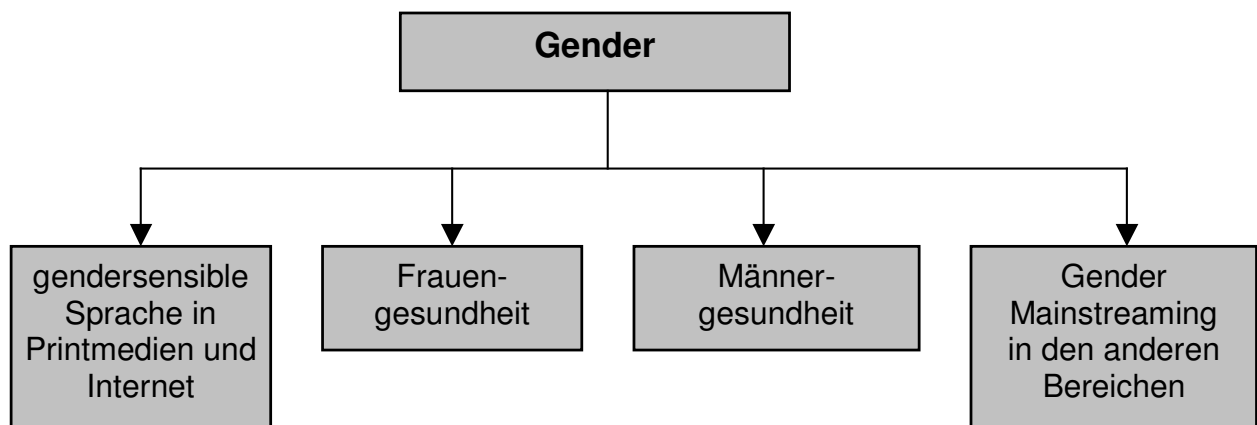 Gender
gendersensible
Sprache in
Printmedien und
Internet
Frauen-
gesundheit
Männer-
gesundheit
Gender
Mainstreaming
in den anderen
Bereichen